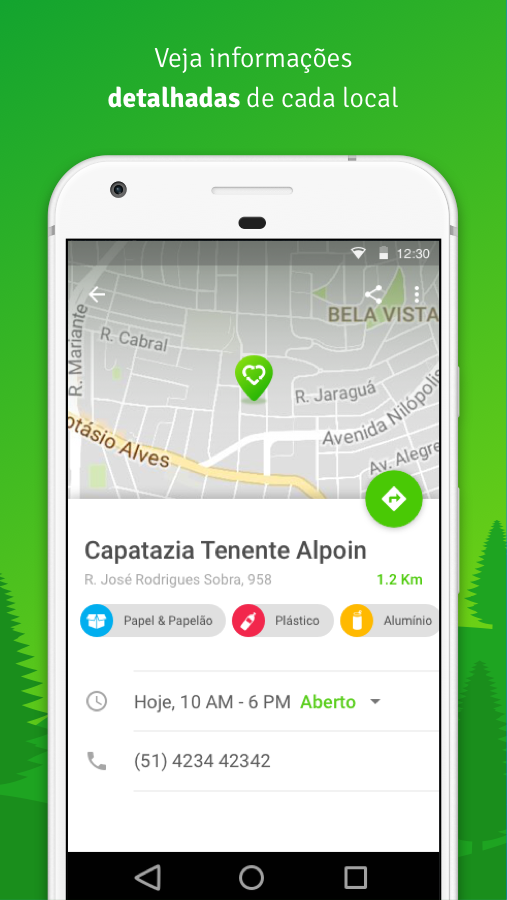 Veja informações
detalhadas de cada local
12:30
BELA VISTA
R. Mariante
R. Cabral
R. Jaraguá
Avenida Nilópolis
otásio Alves
Av. Alegre
Capatazia Tenente Alpoin
R. José Rodrigues Sobra, 958
1.2 Km
Papel & Papelão
Plástico
Alumínio
Hoje, 10 AM - 6 PM Aberto
(51) 4234 42342